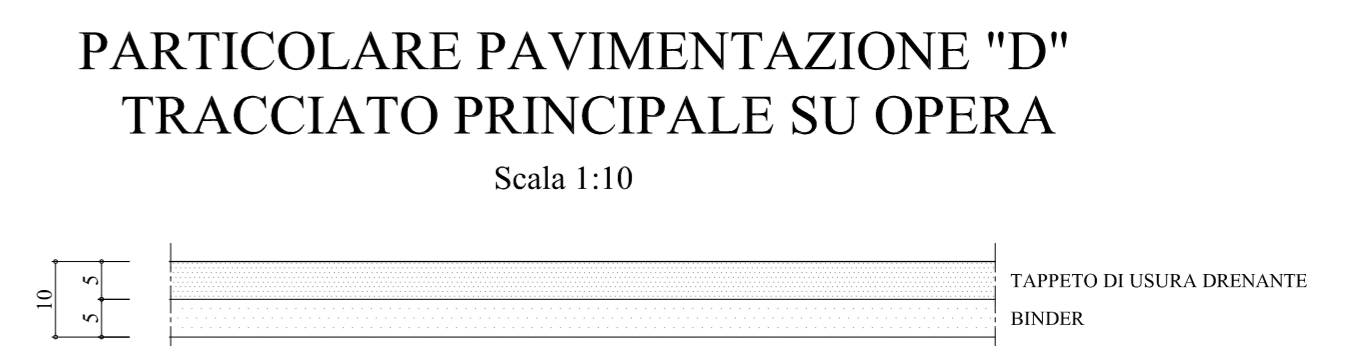 PARTICOLARE PAVIMENTAZIONE "D"
TRACCIATO PRINCIPALE SU OPERA
Scala 1:10
10
5
TAPPETO DI USURA DRENANTE
5
BINDER